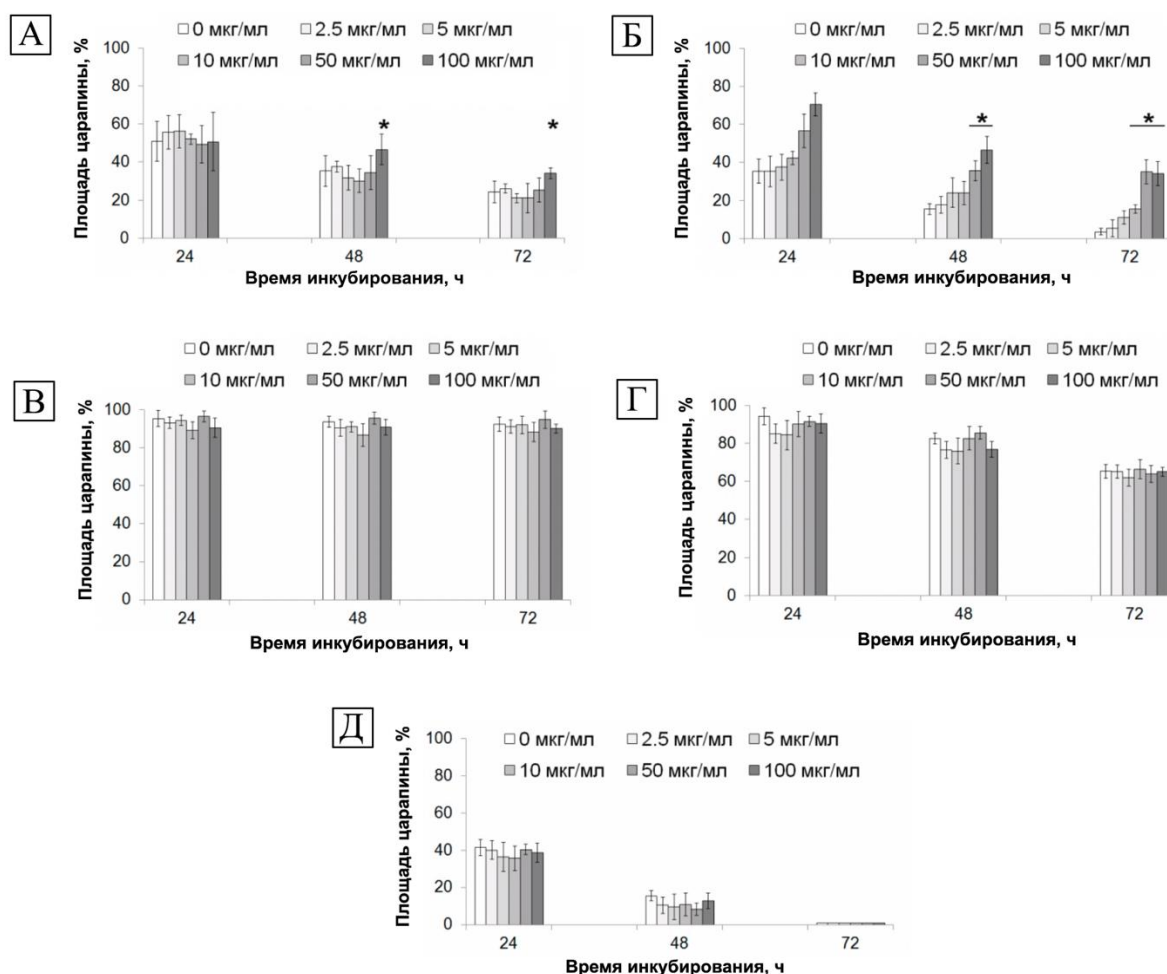 А
□ 0 мкг/мл □ 2.5 мкг/мл □ 5 мкг/мл
□ 10 мкг/мл □ 50 мкг/мл □ 100 мкг/мл
Площадь царапины, %
100
80
60
40
20
0
* *
24 48 72
Время инкубирования, ч
Б
□ 0 мкг/мл □ 2.5 мкг/мл □ 5 мкг/мл
□ 10 мкг/мл □ 50 мкг/мл □ 100 мкг/мл
Площадь царапины, %
100
80
60
40
20
0
* *
24 48 72
Время инкубирования, ч
В
□ 0 мкг/мл □ 2.5 мкг/мл □ 5 мкг/мл
□ 10 мкг/мл □ 50 мкг/мл □ 100 мкг/мл
Площадь царапины, %
100
80
60
40
20
0
24 48 72
Время инкубирования, ч
Г
□ 0 мкг/мл □ 2.5 мкг/мл □ 5 мкг/мл
□ 10 мкг/мл □ 50 мкг/мл □ 100 мкг/мл
Площадь царапины, %
100
80
60
40
20
0
24 48 72
Время инкубирования, ч
Д
□ 0 мкг/мл □ 2.5 мкг/мл □ 5 мкг/мл
□ 10 мкг/мл □ 50 мкг/мл □ 100 мкг/мл
Площадь царапины, %
100
80
60
40
20
0
24 48 72
Время инкубирования, ч